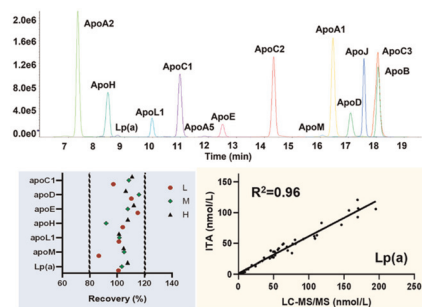 2.0e6
1.6e6
1.2e6
8.0e5
4.0e5
0.0e0
ApoA2
ApoH
Lp(a)
ApoL1
ApoC1
ApoA5
ApoE
ApoC2
ApoM
ApoA1
ApoD
ApoJ
ApoC3
ApoB
7 8 9 10 11 12 13 14 15 16 17 18 19
Time (min)
apoC1
apoD
apoE
apoH
apoL1
apoM
Lp(a)
L
M
H
60 80 100 120 140
Recovery (%)
R²=0.96
Lp(a)
ITA
(nmol/L)
200
150
100
50
0
0 50 100 150 200
LC-MS/MS (nmol/L)